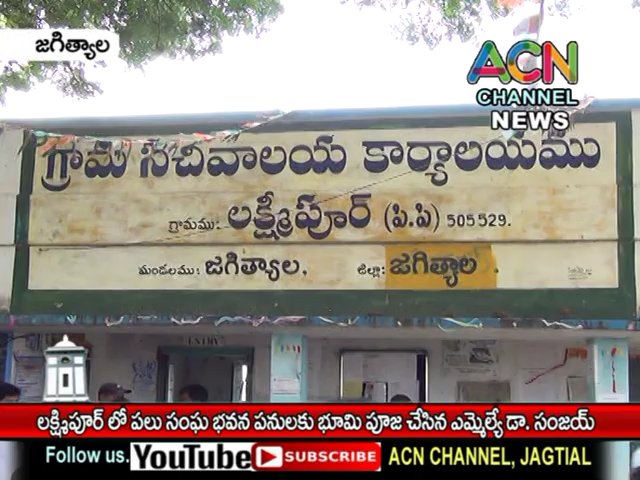 జగిత్యాల
ACN
CHANNEL
NEWS
గ్రామ సచివాలయ కార్యాలయము
గ్రామము: లక్ష్మీపూర్ (పి.పి) 505529.
మండలము: జగిత్యాల. జిల్లా: జగిత్యాల.
ENTRY
లక్ష్మిపూర్ లో పలు సంఘ భవన పనులకు భూమి పూజ చేసిన ఎమ్మెల్యే డా. సంజయ్
Follow us. YouTube SUBSCRIBE ACN CHANNEL, JAGTIAL